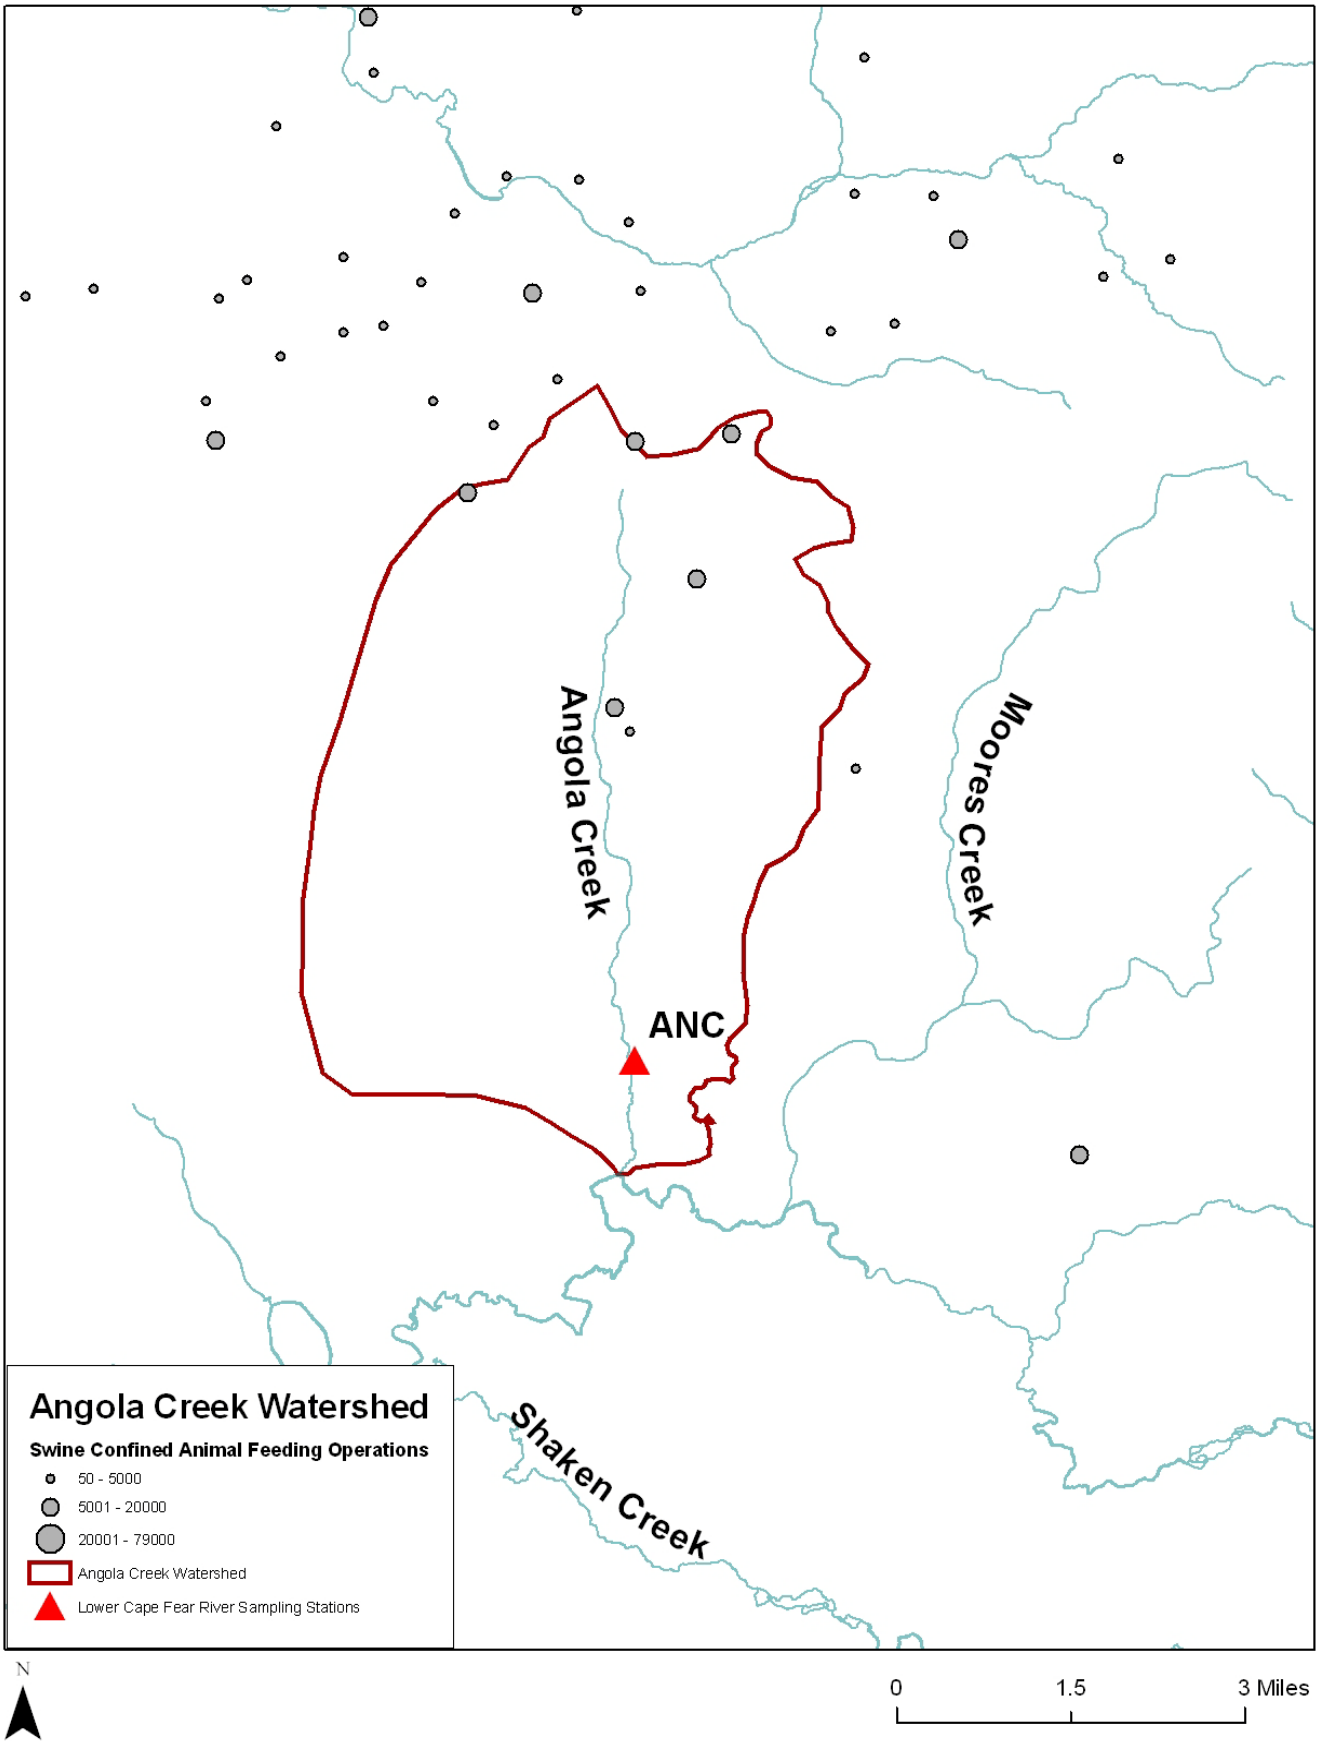 Angola Creek
Moores Creek
ANC
Shaken Creek
Angola Creek Watershed
Swine Confined Animal Feeding Operations
50 - 5000
5001 - 20000
20001 - 79000
Angola Creek Watershed
Lower Cape Fear River Sampling Stations
N
0 1.5 3 Miles